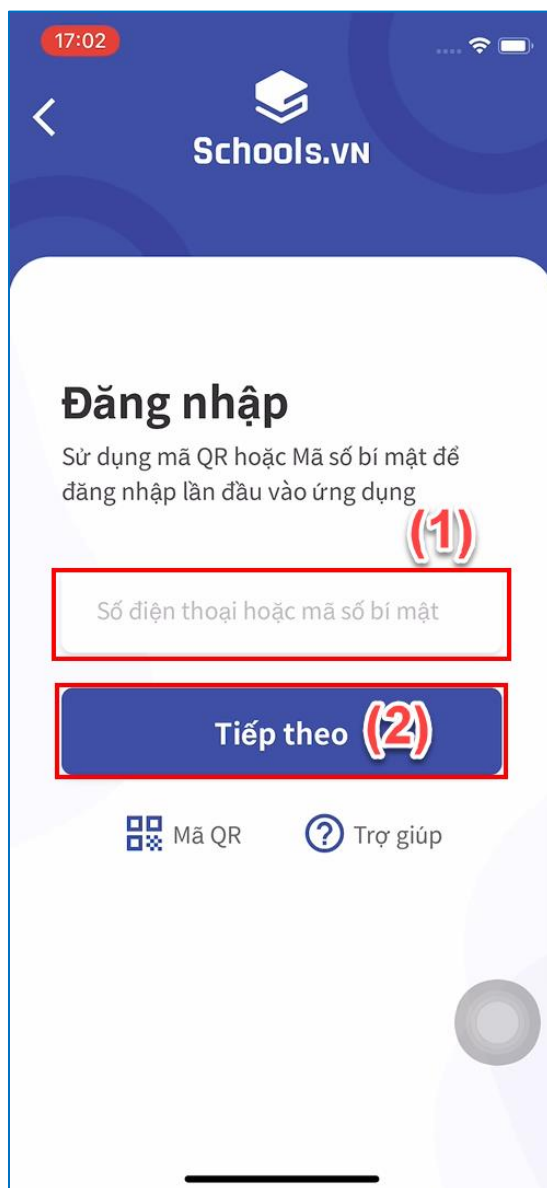 17:02
Schools.VN
Đăng nhập
Sử dụng mã QR hoặc Mã số bí mật để
đăng nhập lần đầu vào ứng dụng
(1)
Số điện thoại hoặc mã số bí mật
Tiếp theo (2)
Mã QR
Trợ giúp